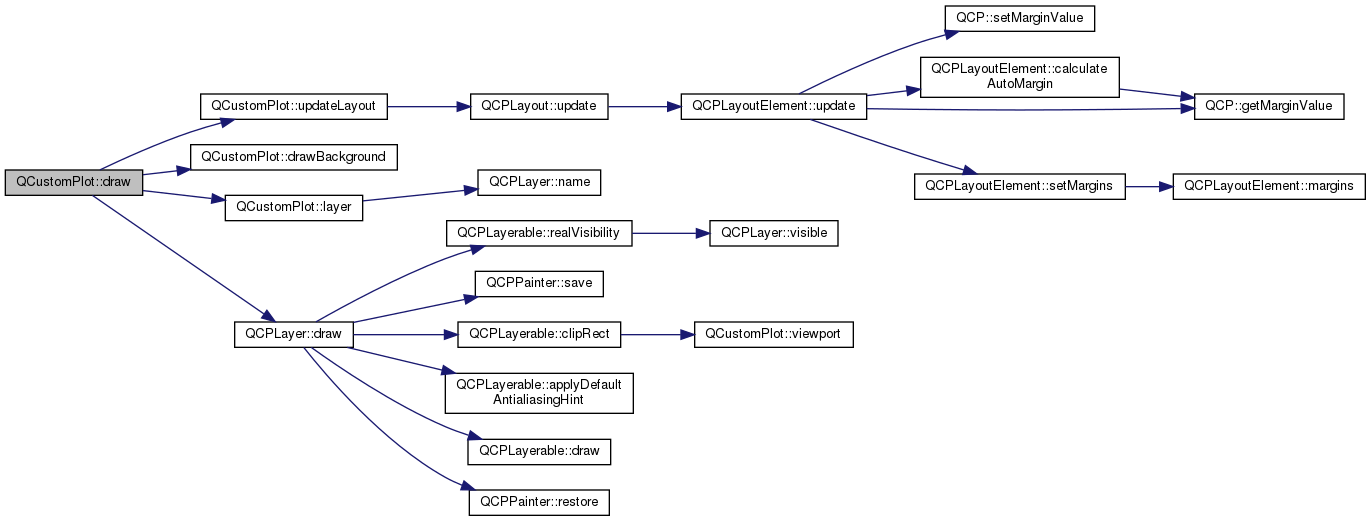 QCP::setMarginValue
QCPLayoutElement::calculate
AutoMargin
QCustomPlot::updateLayout
QCPLayout::update
QCPLayoutElement::update
QCP::getMarginValue
QCustomPlot::drawBackground
QCustomPlot::draw
QCPLayer::name
QCPLayoutElement::setMargins
QCPLayoutElement::margins
QCustomPlot::layer
QCPLayerable::realVisibility
QCPLayer::visible
QCPPainter::save
QCPLayer::draw
QCPLayerable::clipRect
QCustomPlot::viewport
QCPLayerable::applyDefault
AntialiasingHint
QCPLayerable::draw
QCPPainter::restore